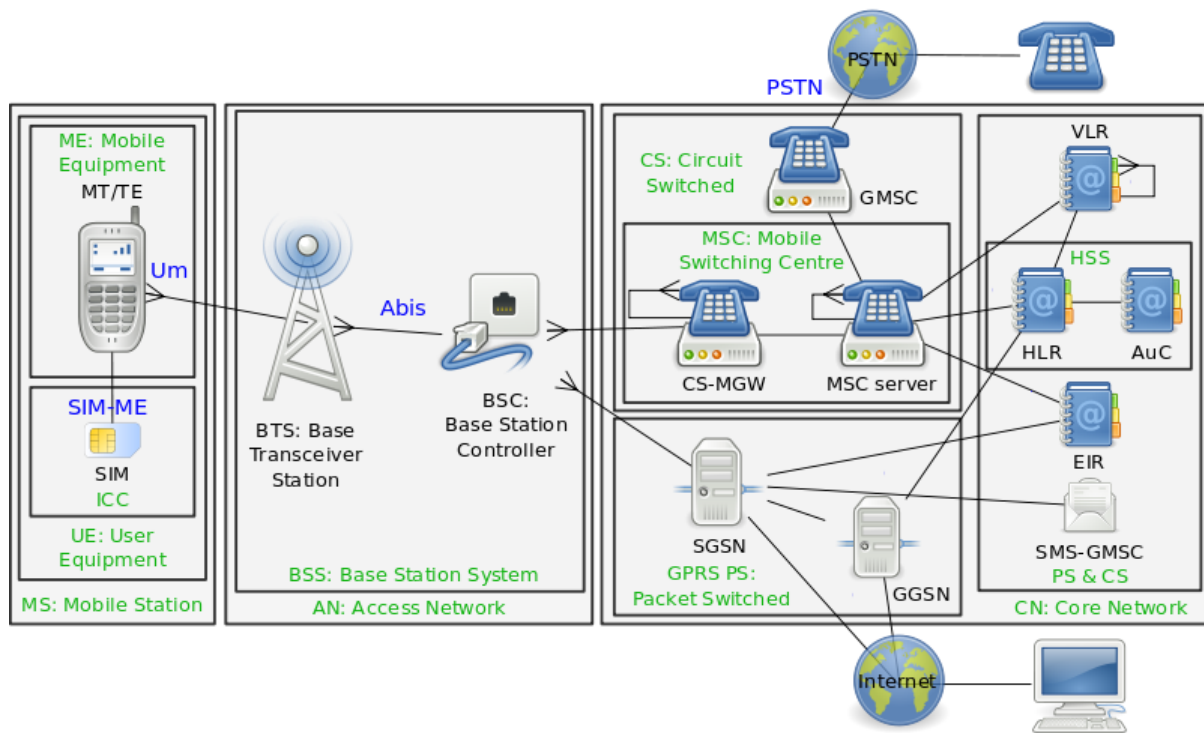 PSTN
PSTN
ME: Mobile
Equipment
MT/TE
Um
SIM-ME
SIM
ICC
UE: User
Equipment
MS: Mobile Station
Abis
BTS: Base
Transceiver
Station
BSC:
Base Station
Controller
BSS: Base Station System
AN: Access Network
CS: Circuit
Switched
GMSC
MSC: Mobile
Switching Centre
CS-MGW
MSC server
SGSN
GPRS PS:
Packet Switched
GGSN
VLR
HSS
HLR
AuC
EIR
SMS-GMSC
PS & CS
CN: Core Network
Internet